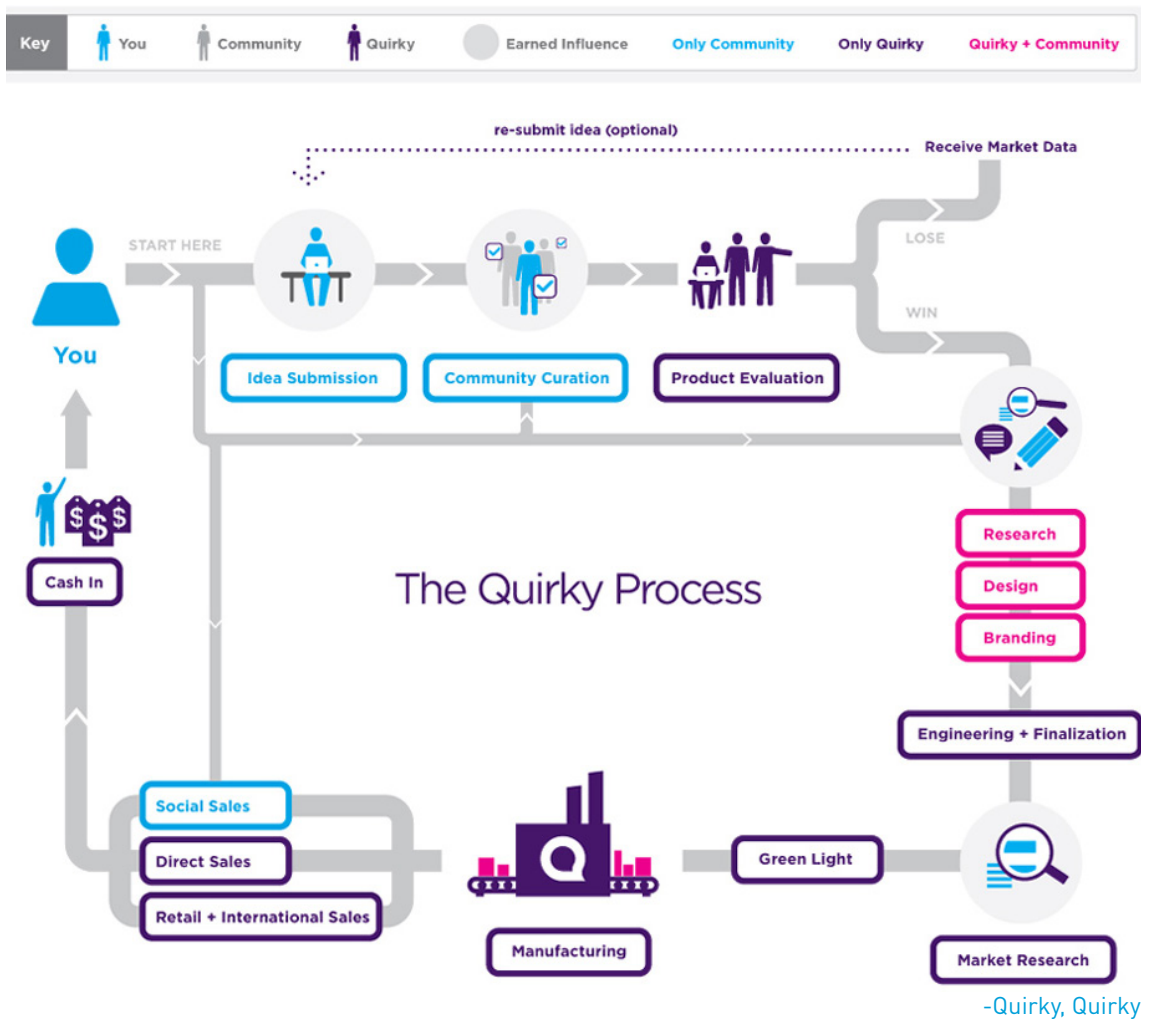 Key
You
Community
Quirky
Earned Influence
Only Community
Only Quirky
Quirky + Community
re-submit idea (optional)
Receive Market Data
START HERE
LOSE
WIN
You
Idea Submission
Community Curation
Product Evaluation
$ $ $
Cash In
The Quirky Process
Research
Design
Branding
Engineering + Finalization
Social Sales
Direct Sales
Retail + International Sales
Green Light
Manufacturing
Market Research
-Quirky, Quirky